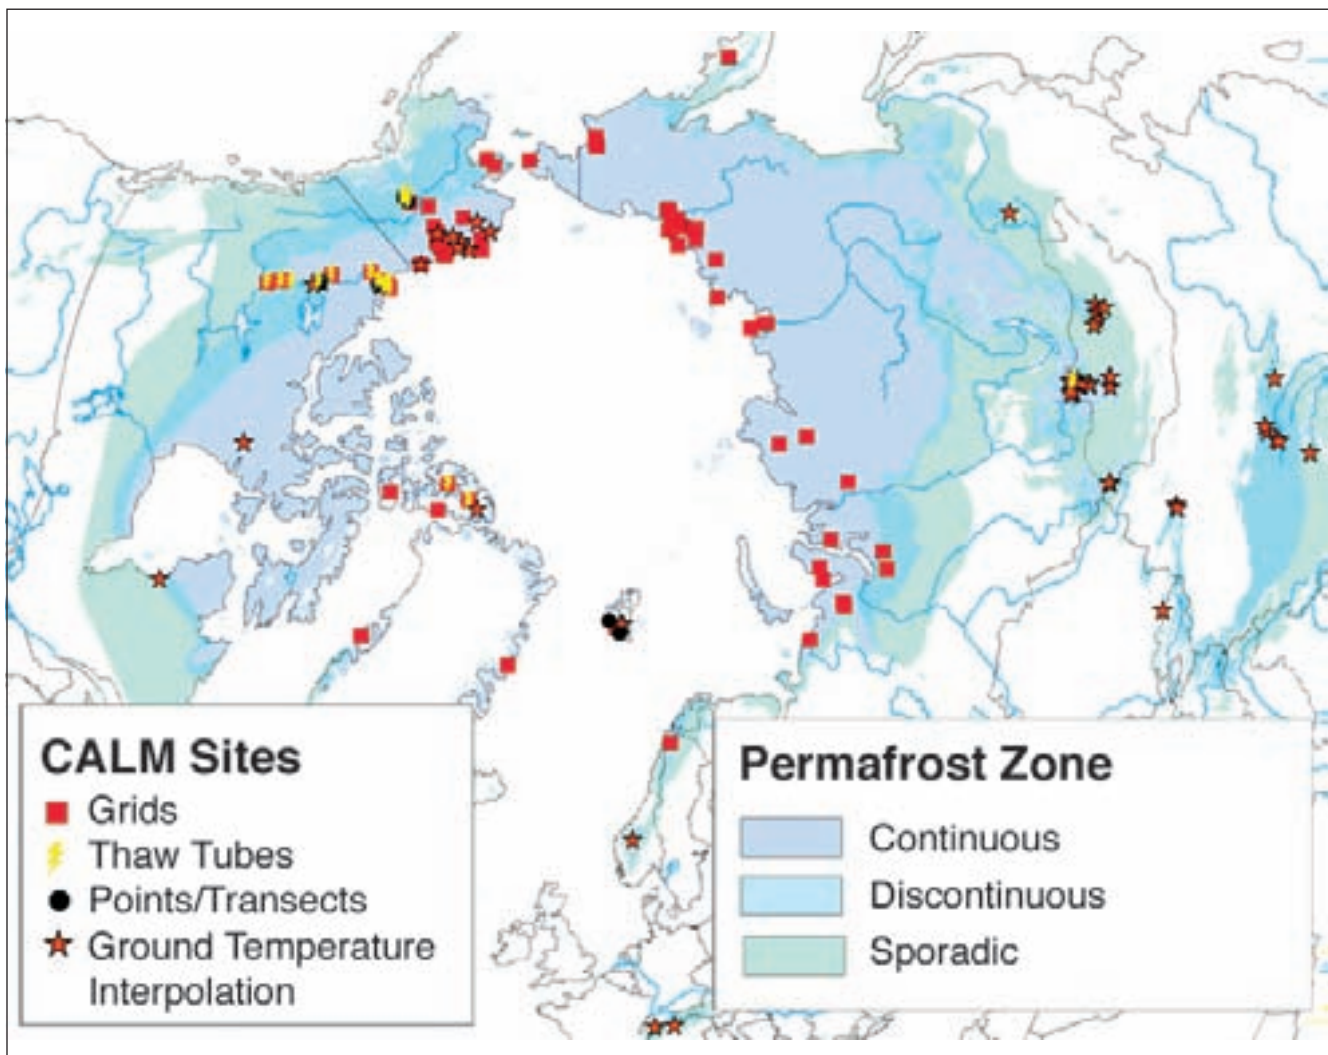 CALM Sites
Grids
Thaw Tubes
Points/Transects
Ground Temperature
Interpolation
Permafrost Zone
Continuous
Discontinuous
Sporadic